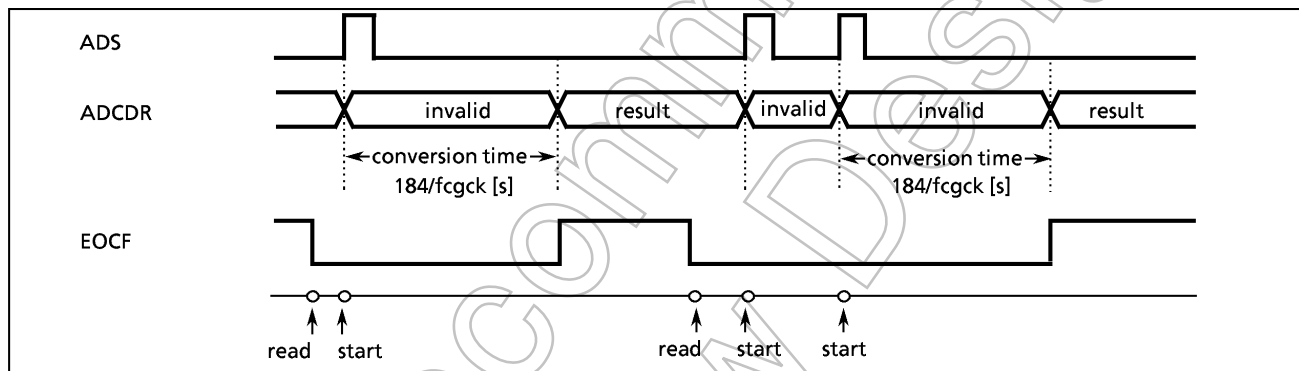 ADS
ADCDR invalid result invalid invalid result
conversion time conversion time
184/fcgck [s] 184/fcgck [s]
EOCF
read start read start start